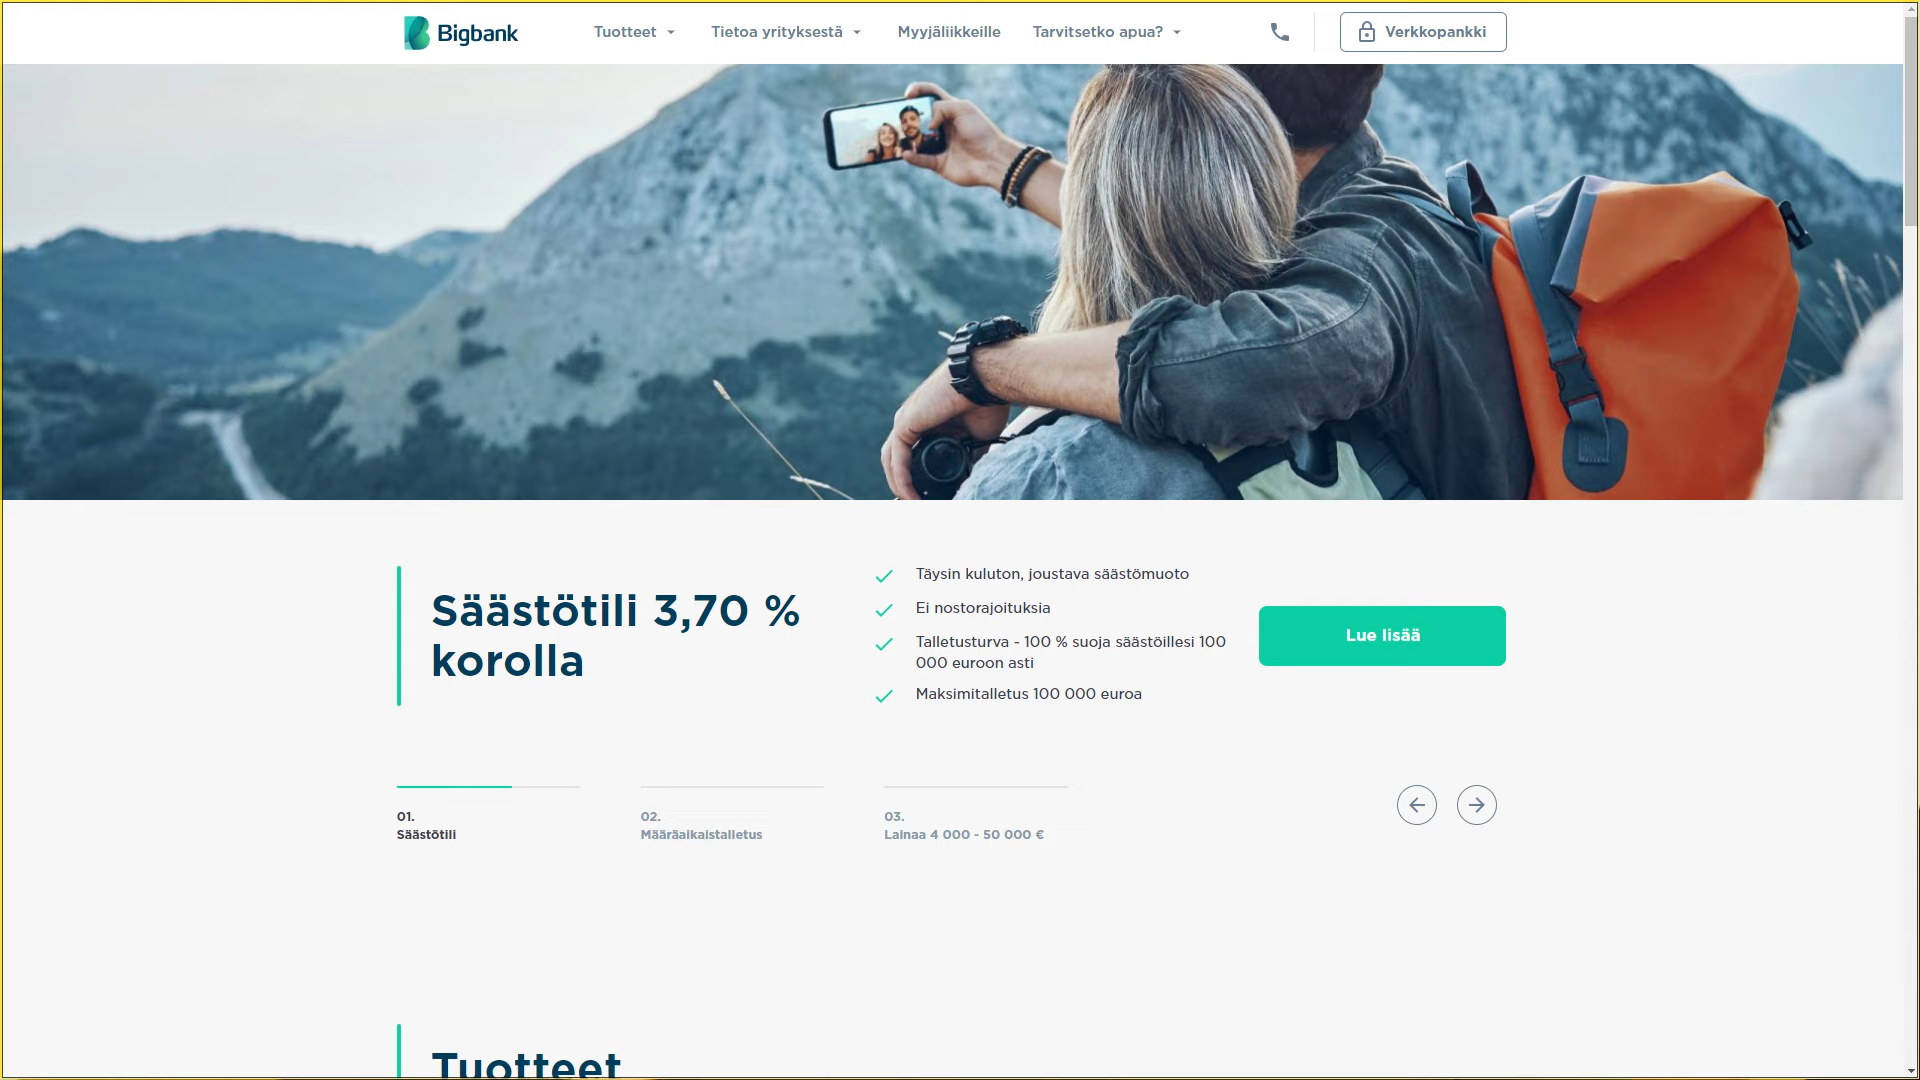 Bigbank
Tuotteet
Tietoa yrityksestä
Myyjäliikkeille
Tarvitsetko apua?
Verkkopankki
Säästötili 3,70 %
korolla
Täysin kuluton, joustava säästömuoto
Ei nostorajoituksia
Talletusturva - 100 % suoja säästöillesi 100
000 euroon asti
Maksimitalletus 100 000 euroa
Lue lisää
01.
Säästötili
02.
Määräaikaistalletus
03.
Lainaa 4 000 - 50 000 €
Tuotteet